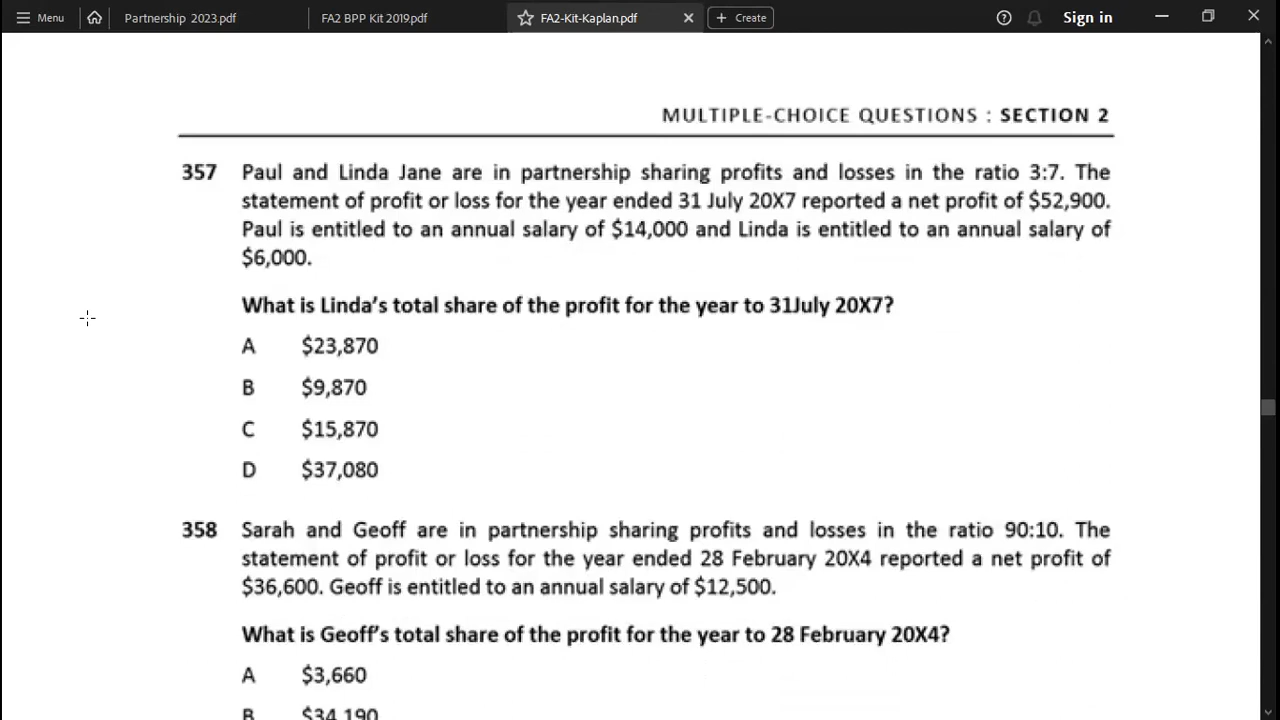 Menu
Partnership 2023.pdf
FA2 BPP Kit 2019.pdf
FA2-Kit-Kaplan.pdf
Create
Sign in
MULTIPLE-CHOICE QUESTIONS : SECTION 2
357 Paul and Linda Jane are in partnership sharing profits and losses in the ratio 3:7. The
statement of profit or loss for the year ended 31 July 20X7 reported a net profit of $52,900.
Paul is entitled to an annual salary of $14,000 and Linda is entitled to an annual salary of
$6,000.
What is Linda's total share of the profit for the year to 31July 20X7?
A $23,870
B $9,870
C $15,870
D $37,080
358 Sarah and Geoff are in partnership sharing profits and losses in the ratio 90:10. The
statement of profit or loss for the year ended 28 February 20X4 reported a net profit of
$36,600. Geoff is entitled to an annual salary of $12,500.
What is Geoff's total share of the profit for the year to 28 February 20X4?
A $3,660
B $34,190